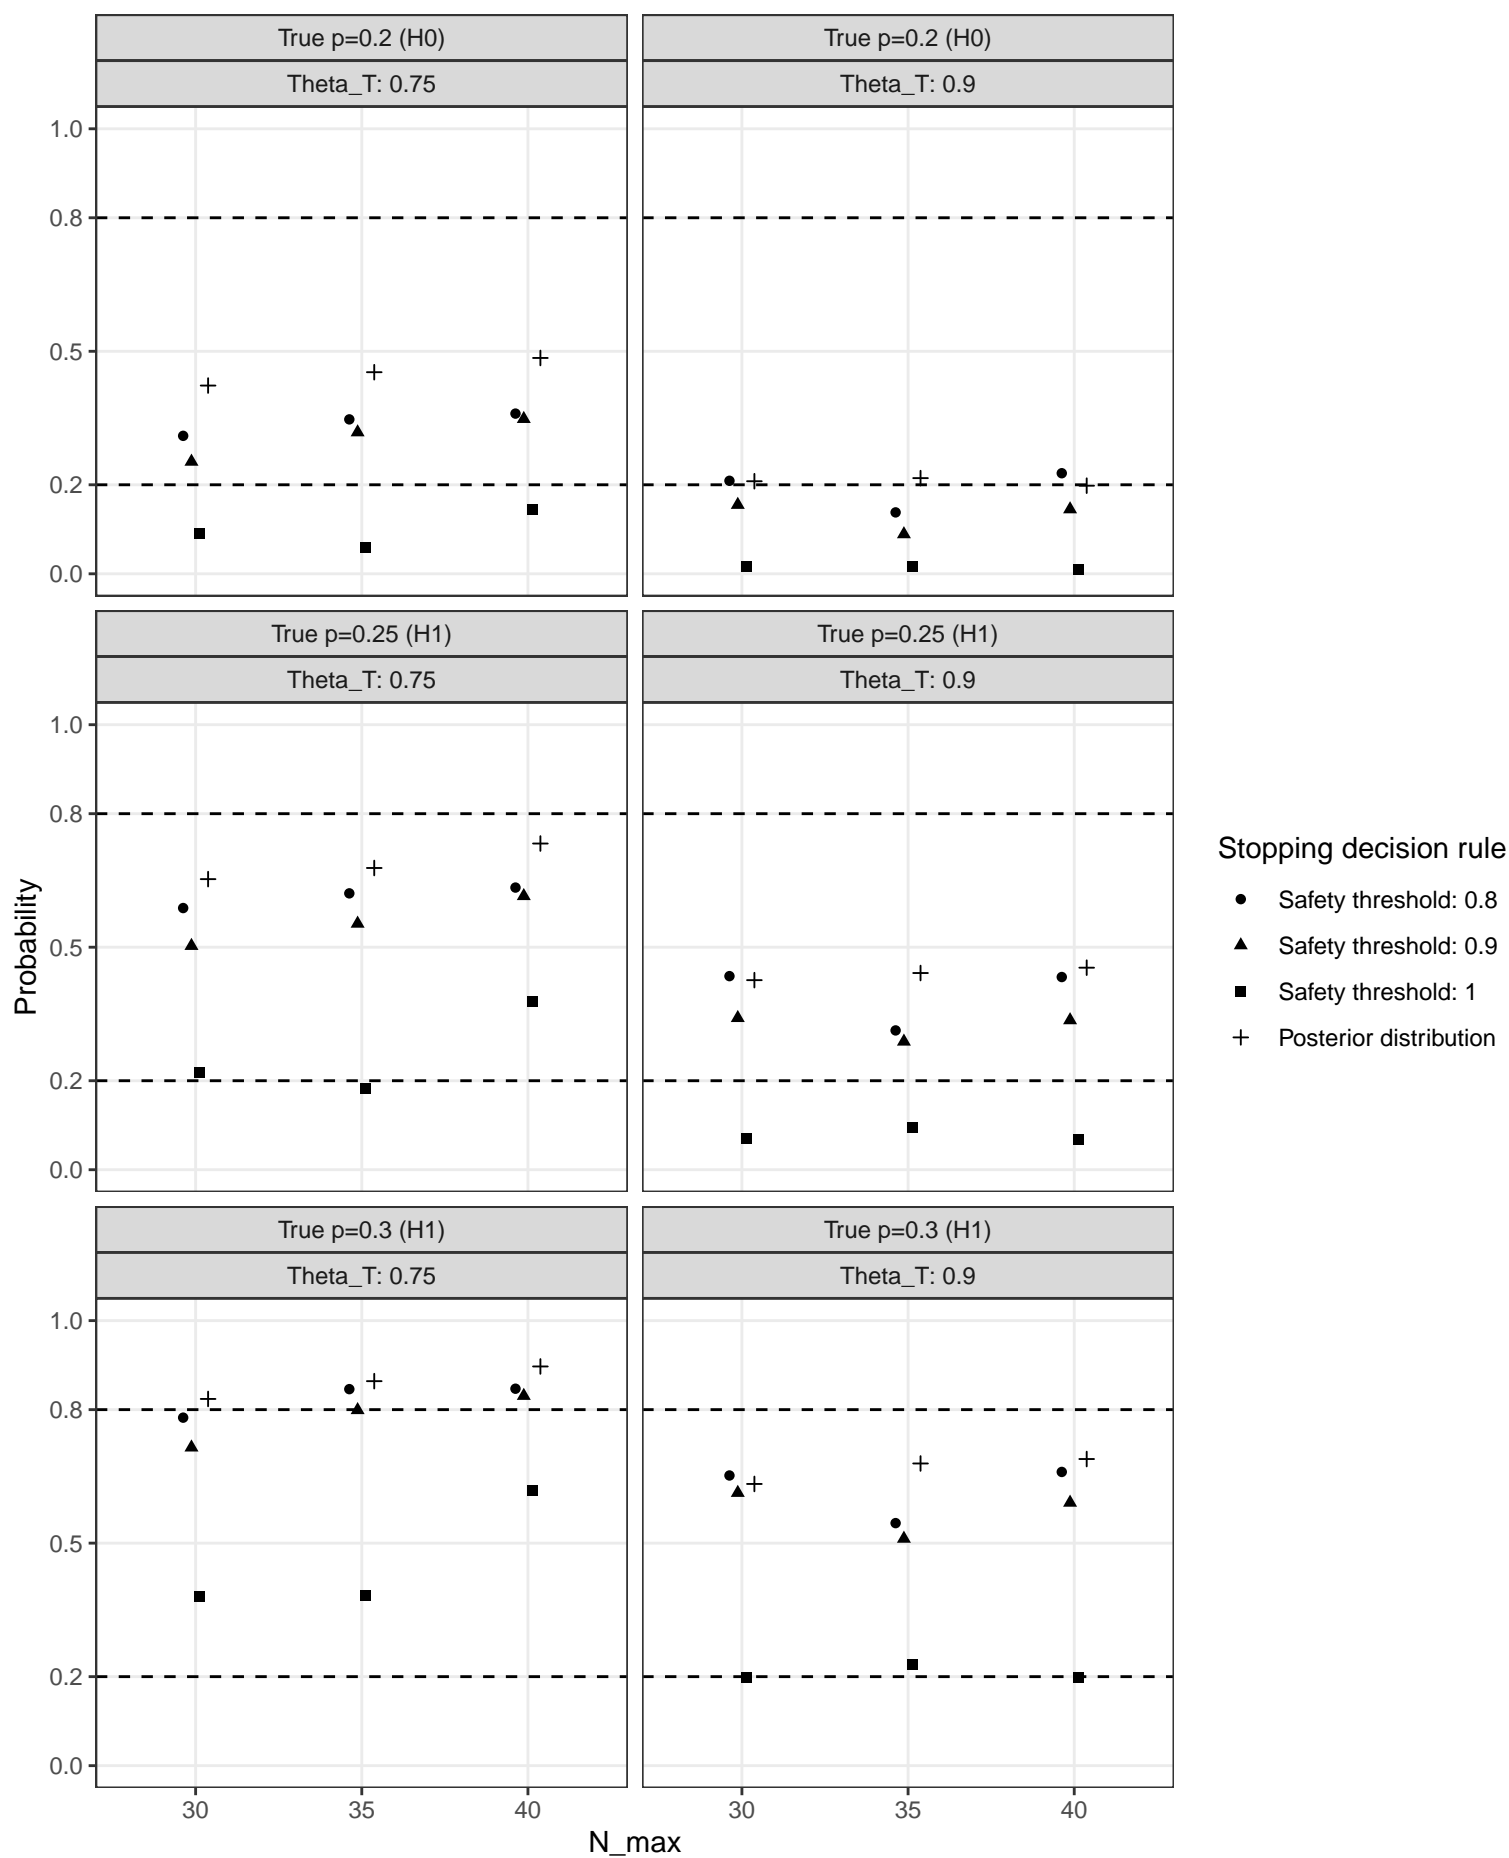 True p=0.2 (H0)
True p=0.2 (H0)
Theta_T: 0.75
Theta_T: 0.9
1.0
0.8
0.5
0.2
0.0
True p=0.25 (H1)
True p=0.25 (H1)
Theta_T: 0.75
Theta_T: 0.9
1.0
0.8
0.5
0.2
0.0
Probability
True p=0.3 (H1)
True p=0.3 (H1)
Theta_T: 0.75
Theta_T: 0.9
1.0
0.8
0.5
0.2
0.0
30
35
40
30
35
40
N_max
Stopping decision rule
Safety threshold: 0.8
Safety threshold: 0.9
Safety threshold: 1
Posterior distribution